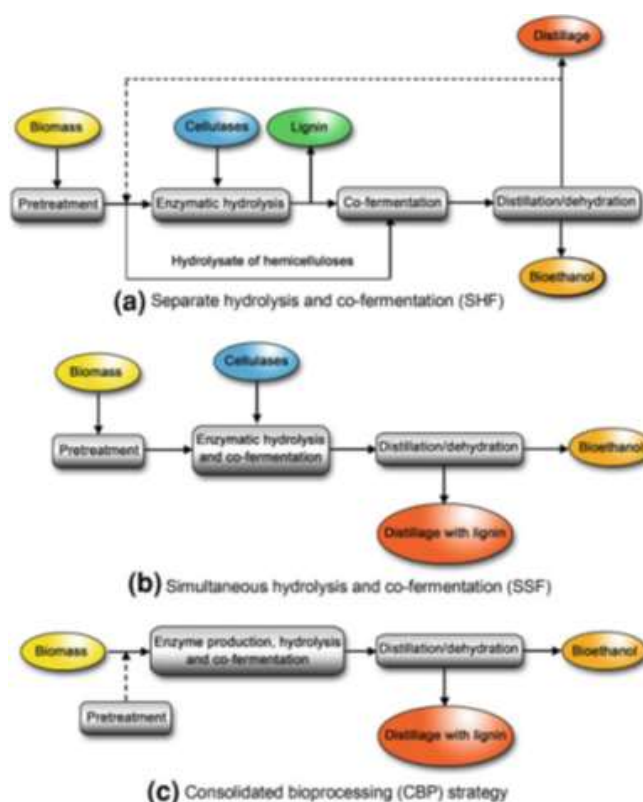 Distillage
Biomass
Cellulases
Lignin
Pretreatment
Enzymatic hydrolysis
Co-fermentation
Distillation/dehydration
Hydrolysate of hemicelluloses
Bioethanol
(a) Separate hydrolysis and co-fermentation (SHF)
Biomass
Cellulases
Pretreatment
Enzymatic hydrolysis
and co-fermentation
Distillation/dehydration
Bioethanol
Distillage with lignin
(b) Simultaneous hydrolysis and co-fermentation (SSF)
Biomass
Enzyme production, hydrolysis
and co-fermentation
Distillation/dehydration
Bioethanol
Pretreatment
Distillage with lignin
(c) Consolidated bioprocessing (CBP) strategy